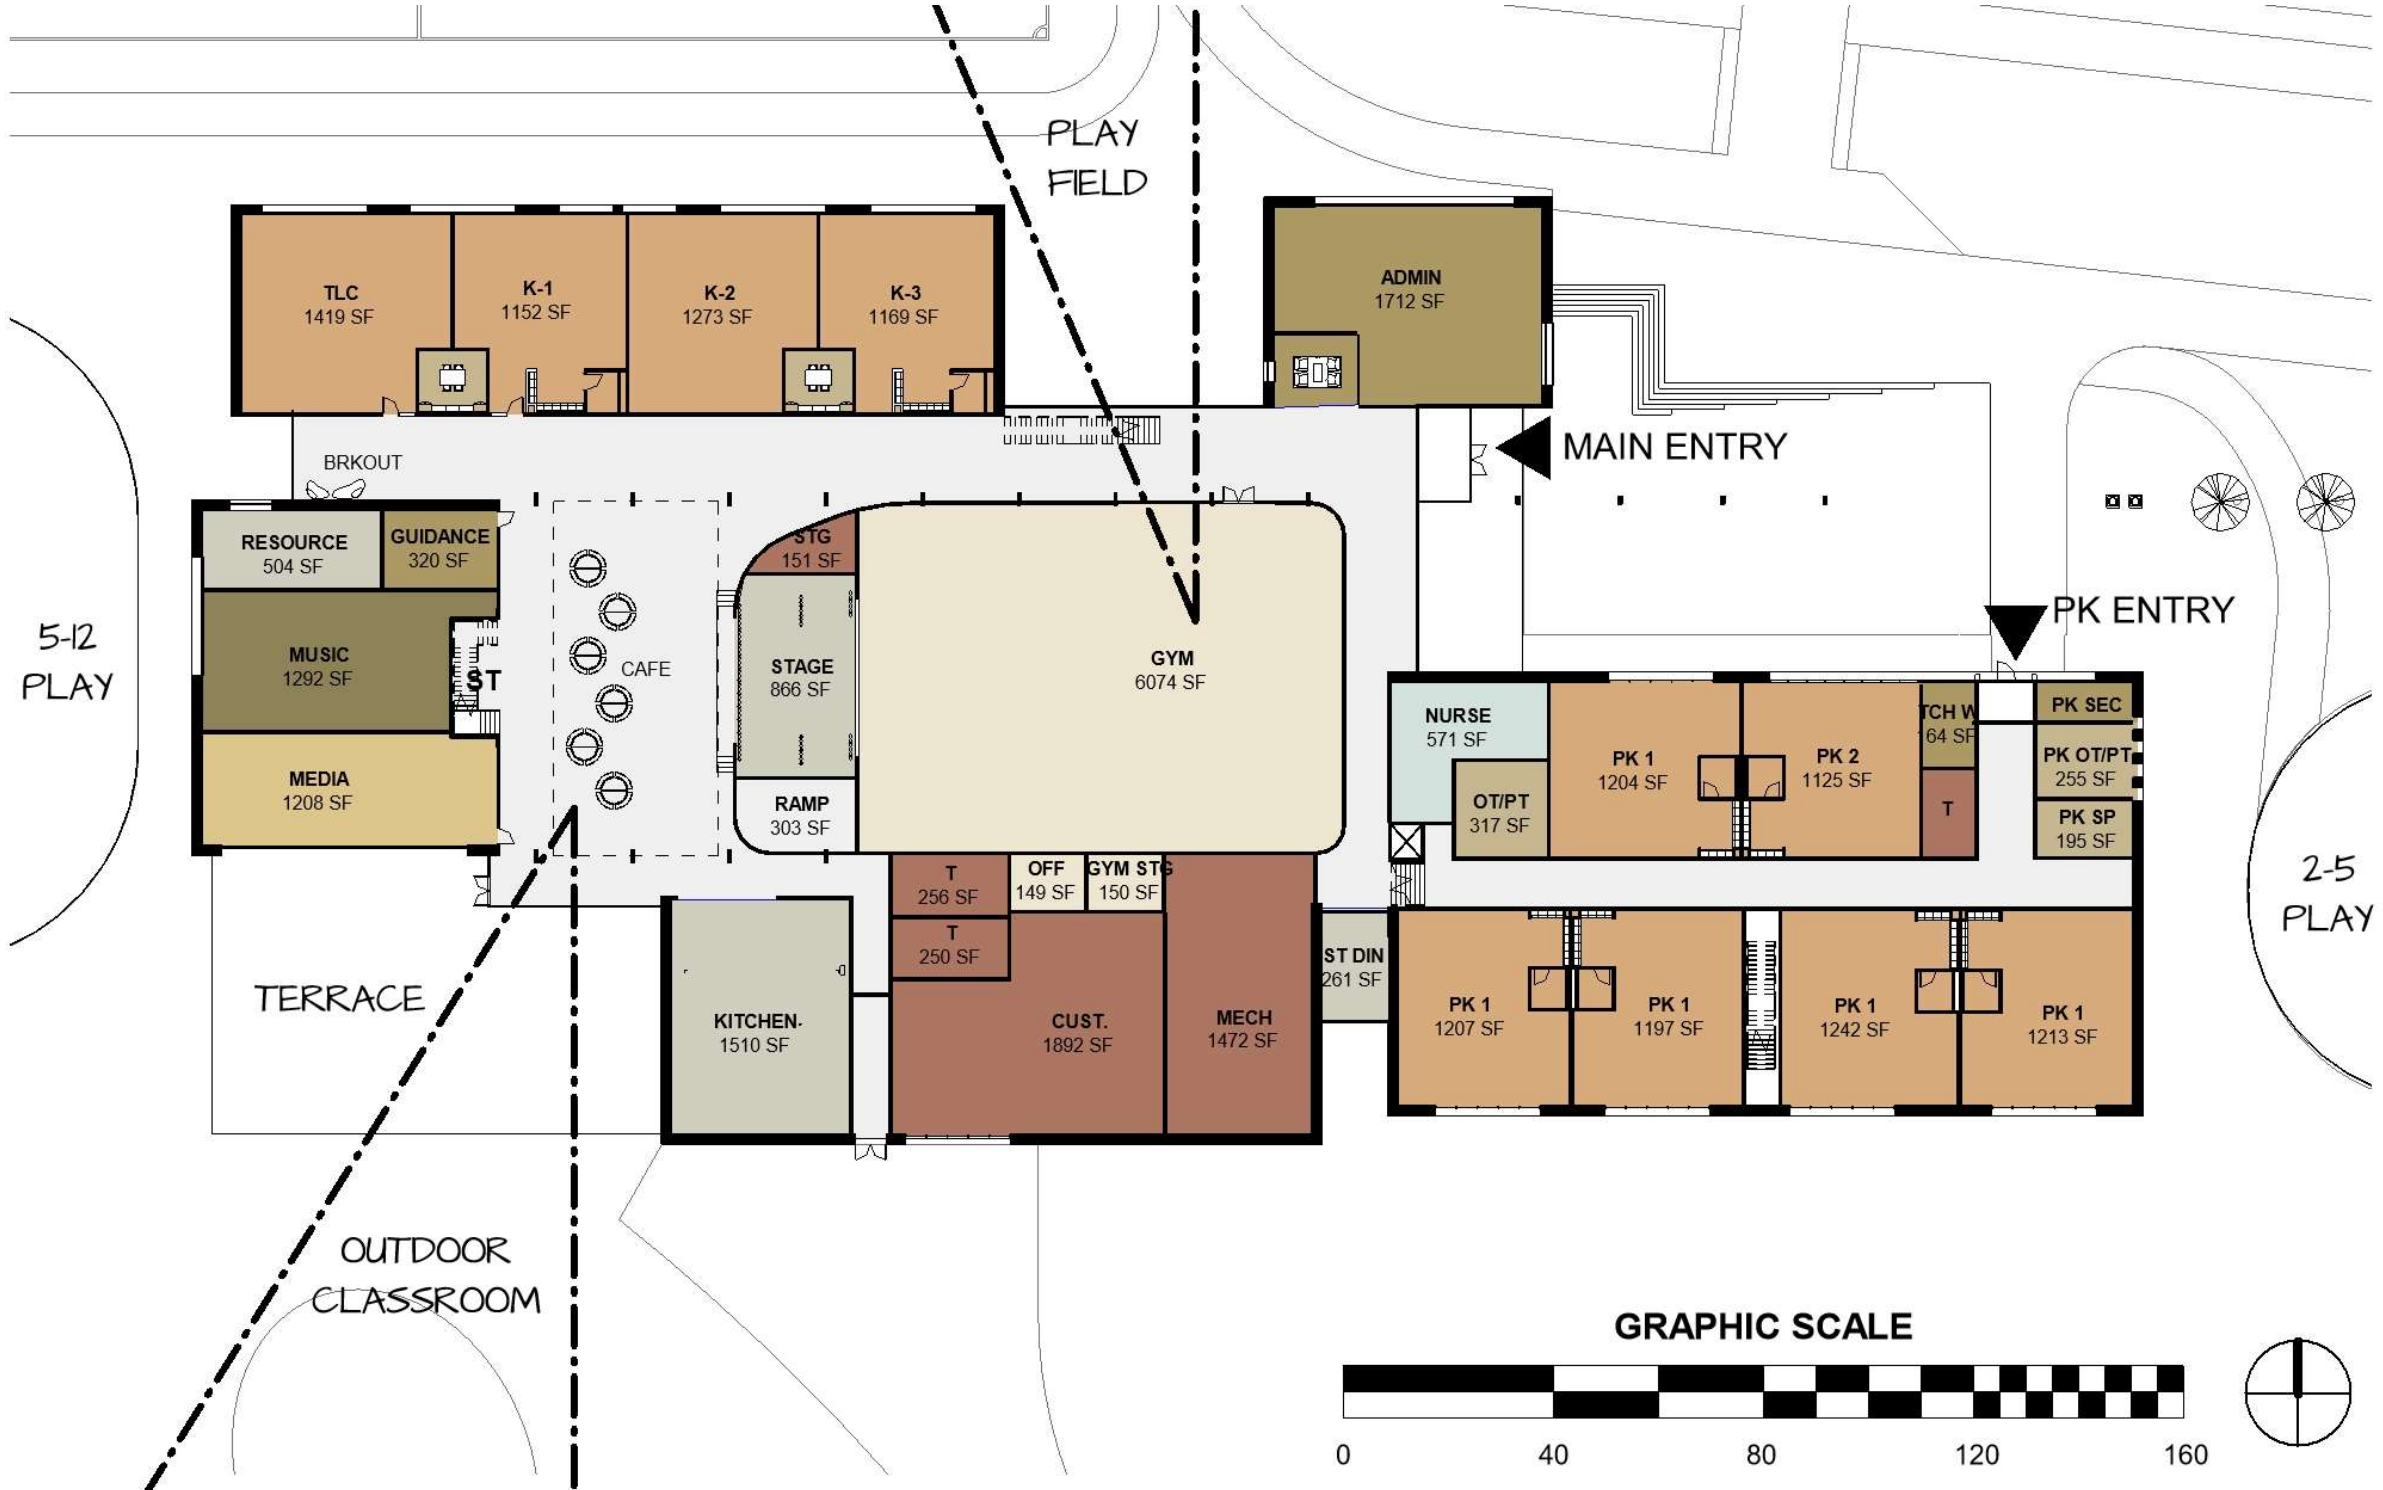 PLAY
FIELD
TLC
1419 SF
K-1
1152 SF
K-2
1273 SF
K-3
1169 SF
ADMIN
1712 SF
BRKOUT
MAIN ENTRY
RESOURCE
504 SF
GUIDANCE
320 SF
STG
151 SF
5-12
PLAY
MUSIC
1292 SF
ST
CAFE
STAGE
866 SF
GYM
6074 SF
PK ENTRY
NURSE
571 SF
PK 1
1204 SF
PK 2
1125 SF
TCH W
64 SF
PK SEC
PK OT/PT
255 SF
MEDIA
1208 SF
RAMP
303 SF
OT/PT
317 SF
T
PK SP
195 SF
2-5
PLAY
T
256 SF
OFF
149 SF
GYM STG
150 SF
T
250 SF
ST DIN
261 SF
TERRACE
KITCHEN
1510 SF
CUST.
1892 SF
MECH
1472 SF
PK 1
1207 SF
PK 1
1197 SF
PK 1
1242 SF
PK 1
1213 SF
OUTDOOR
CLASSROOM
GRAPHIC SCALE
0 40 80 120 160